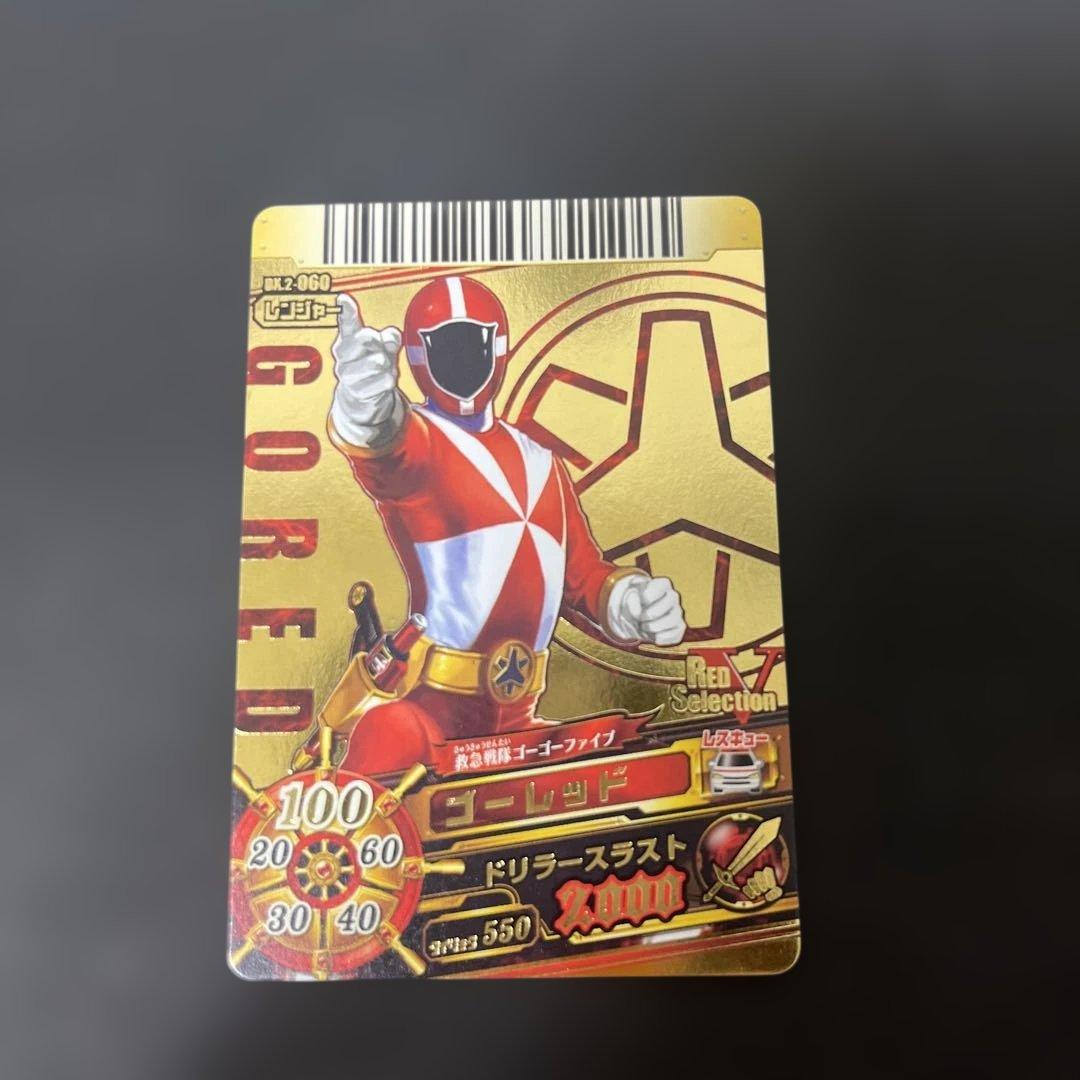 DX.2-060
レンジャー
GORED
RED V
Selection
きゅうきゅうせんたい
救急戦隊ゴーゴーファイブ
レスキュー
ゴーレッド
100
20
60
30
40
ドリラースラスト
2000
550